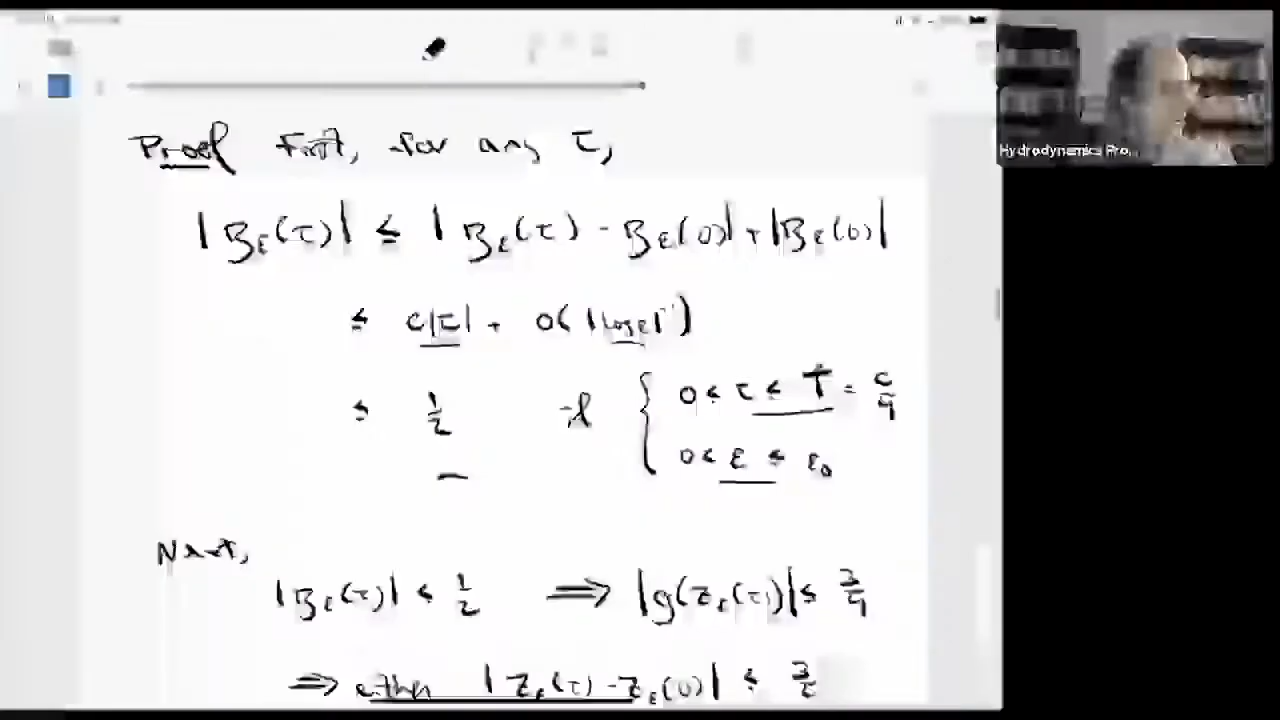 Proof First, for any τ,
|B_ε(τ)| ≤ |B_ε(τ) - B_ε(0)| + |B_ε(0)|
≤ c|τ| + O(|log ε|⁻¹)
≤ 1/2 if { 0 < τ ≤ T = c/4
0 < ε ≤ ε₀
Next,
|B_ε(τ)| ≤ 1/2 ⟹ |g(z_ε(τ))| ≤ 3/4
⟹ either |z_ε(τ) - z_ε(0)| ≤ 3/2
Hydrodynamics Pro...